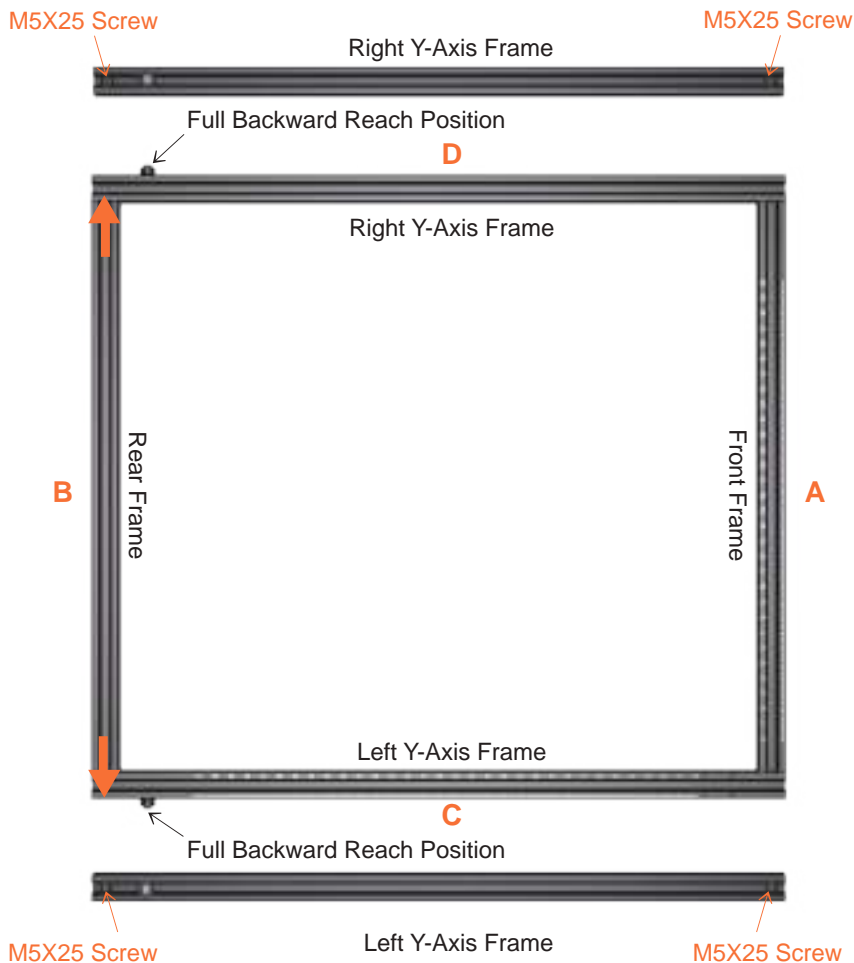 M5X25 Screw
M5X25 Screw
Right Y-Axis Frame
Full Backward Reach Position
D
Right Y-Axis Frame
B
Rear Frame
Front Frame
A
Left Y-Axis Frame
C
Full Backward Reach Position
M5X25 Screw
Left Y-Axis Frame
M5X25 Screw